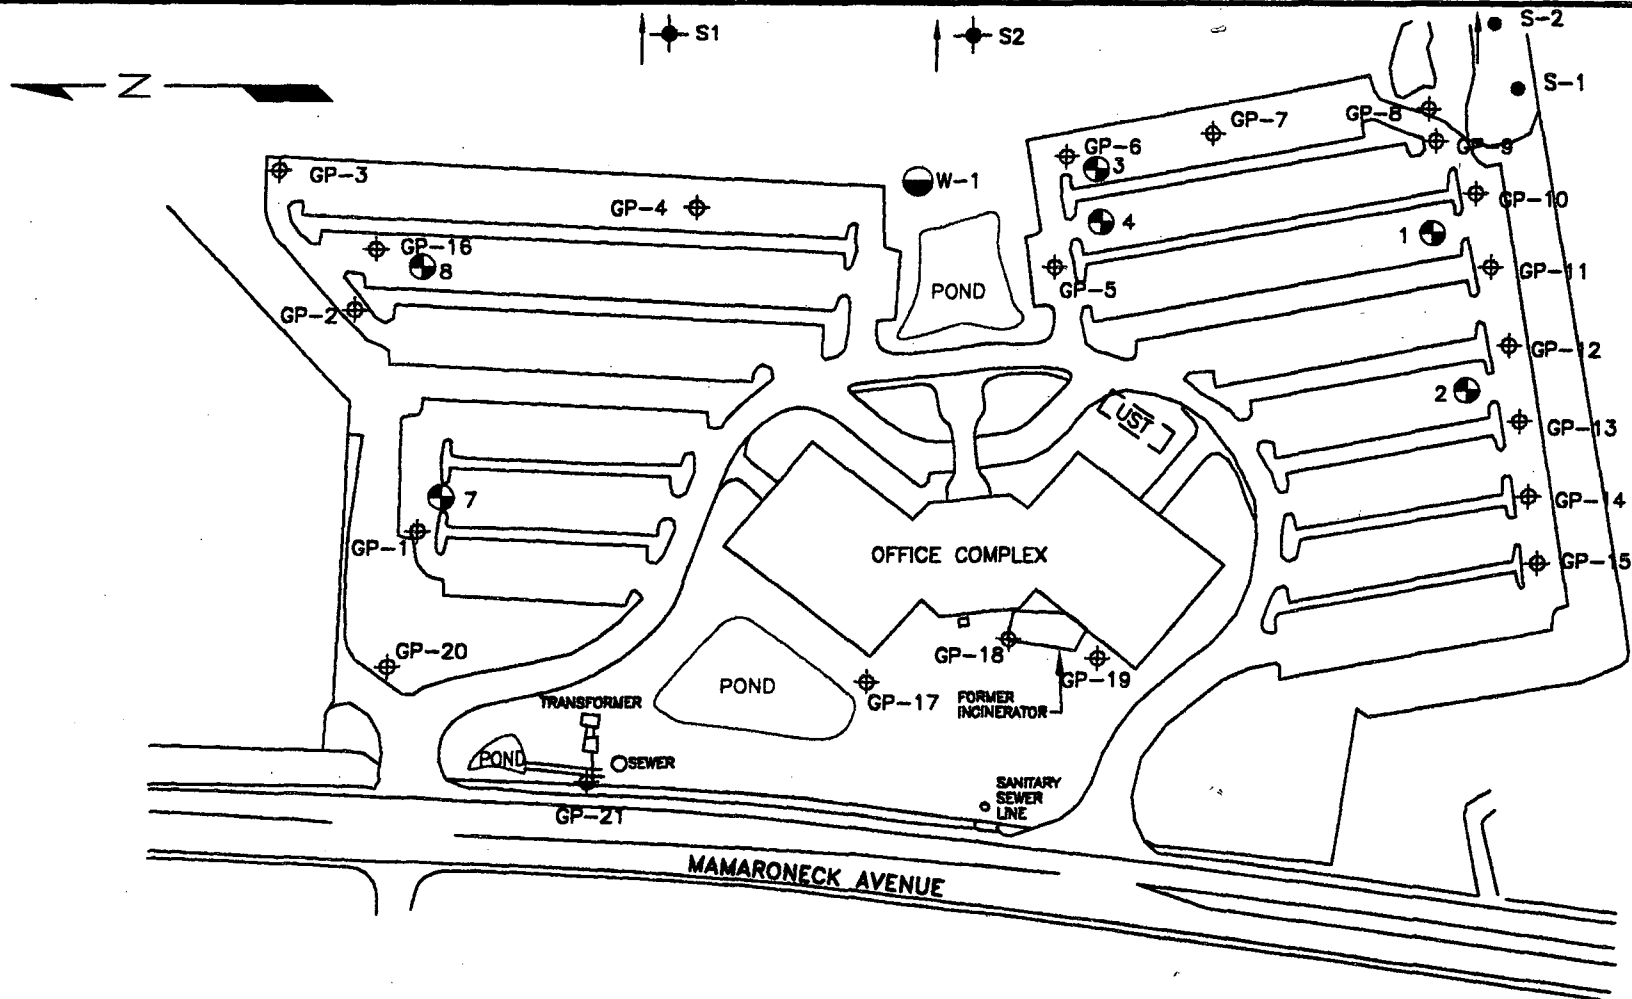 S1
S2
S-2
S-1
N
GP-8
GP-7
GP-6
GP-9
3
GP-3
W-1
GP-10
GP-4
4
1
GP-16
8
GP-11
GP-5
POND
GP-2
GP-12
2
UST
GP-13
7
GP-14
GP-1
OFFICE COMPLEX
GP-15
GP-20
GP-18
GP-19
POND
GP-17
FORMER
INCINERATOR
TRANSFORMER
POND
SEWER
SANITARY
SEWER
LINE
GP-21
MAMARONECK AVENUE